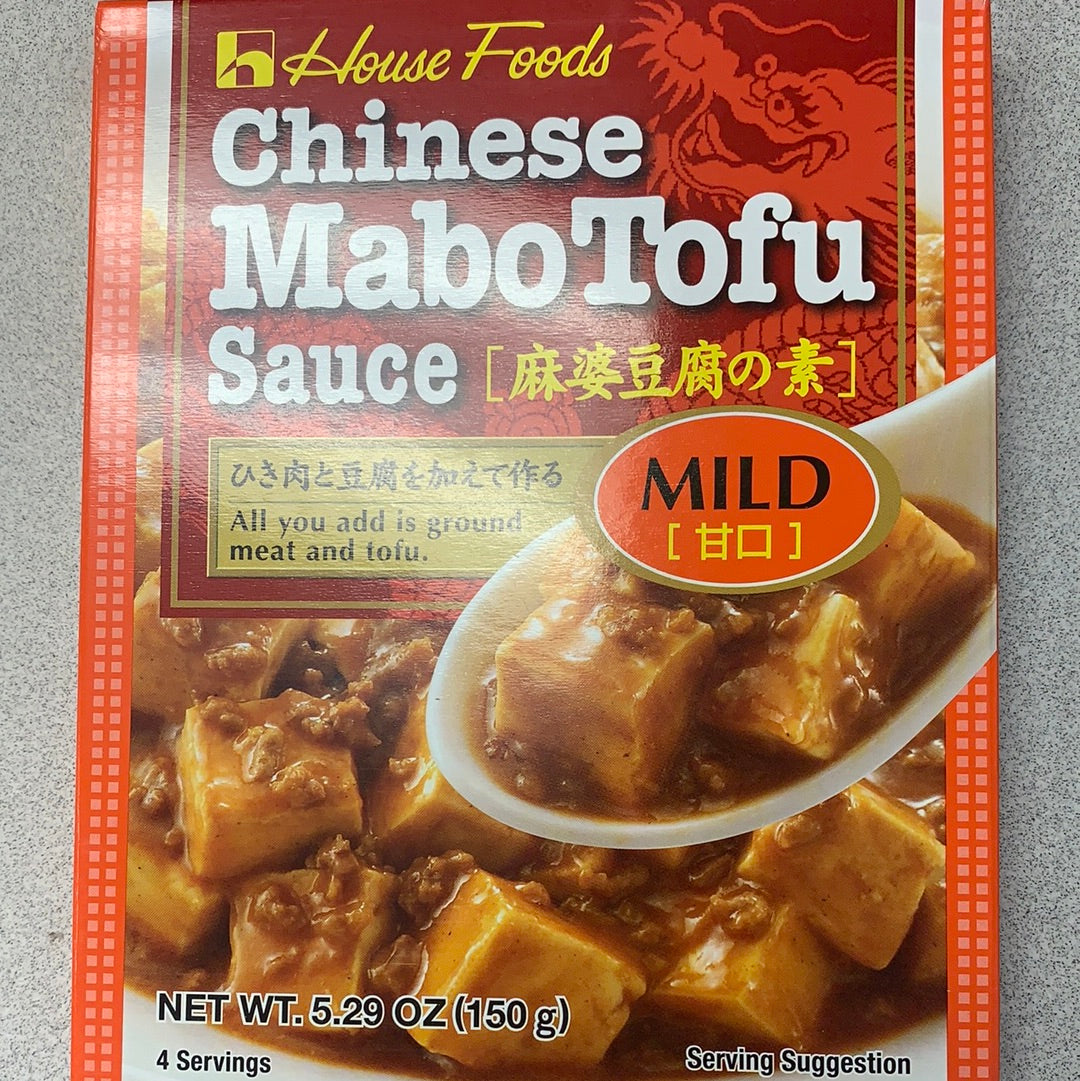 House Foods
Chinese
Mabo Tofu
Sauce [麻婆豆腐の素]
ひき肉と豆腐を加えて作る
All you add is ground
meat and tofu.
MILD
[甘口]
NET WT. 5.29 OZ (150 g)
4 Servings
Serving Suggestion